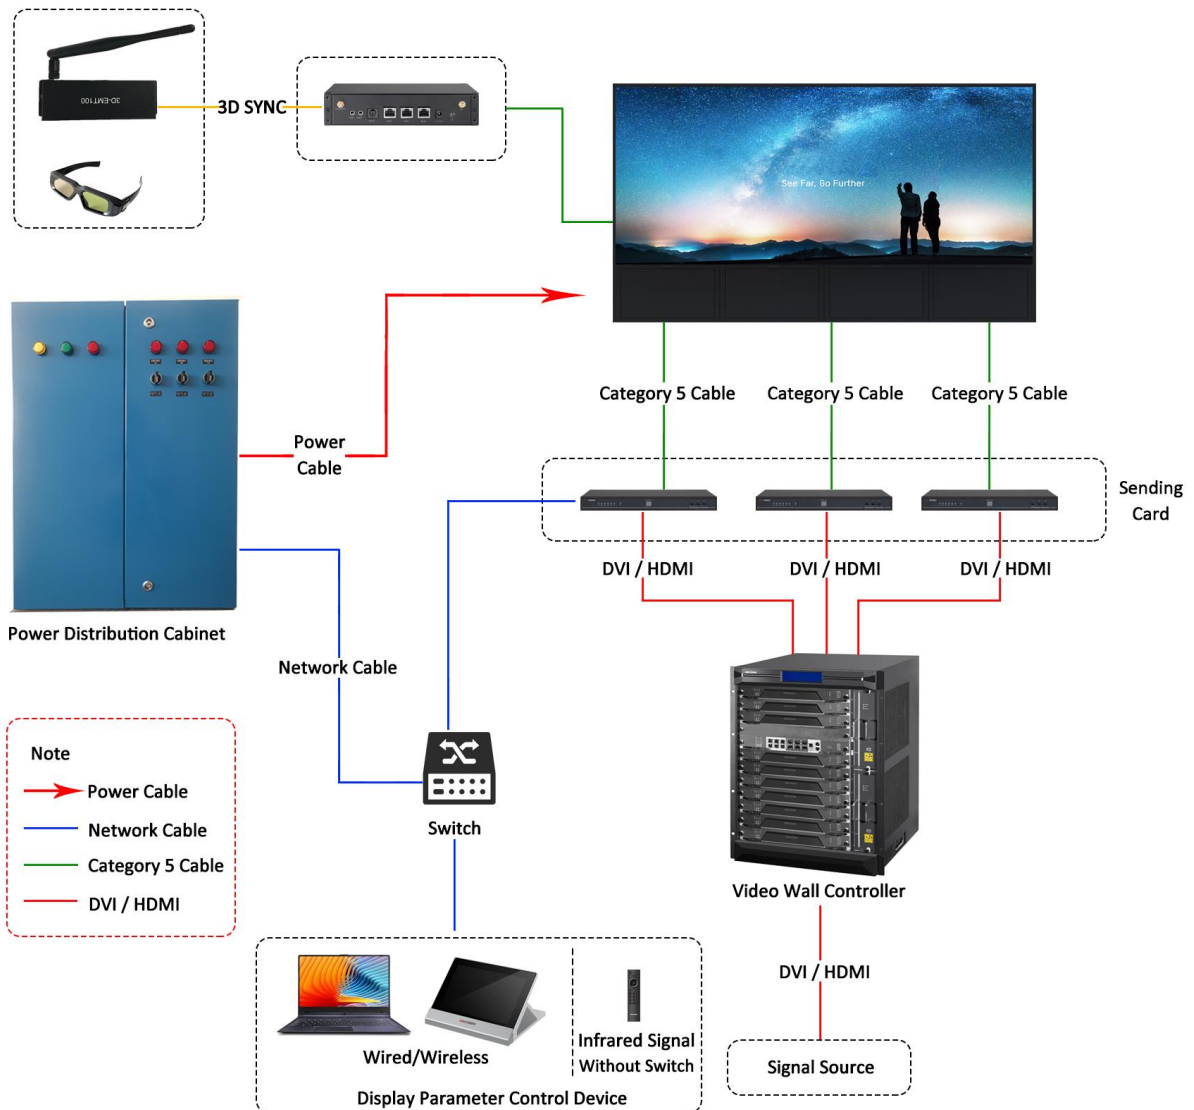 3D-EMT100
3D SYNC
See Far, Go Further
Power
Cable
Category 5 Cable
Category 5 Cable
Category 5 Cable
Sending
Card
DVI / HDMI
DVI / HDMI
DVI / HDMI
Power Distribution Cabinet
Network Cable
Note
Power Cable
Network Cable
Category 5 Cable
DVI / HDMI
Switch
Video Wall Controller
DVI / HDMI
Wired/Wireless
Infrared Signal
Without Switch
Display Parameter Control Device
Signal Source